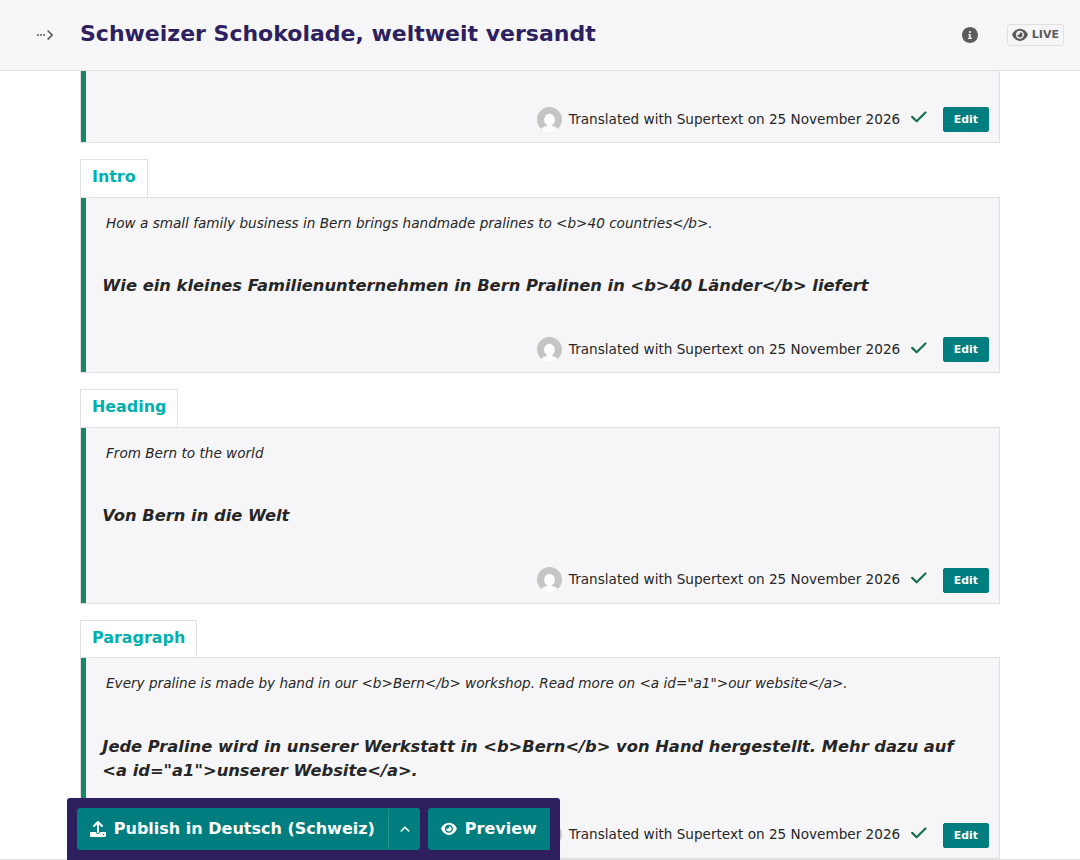 Schweizer Schokolade, weltweit versandt
LIVE
Translated with Supertext on 25 November 2026
Edit
Intro
How a small family business in Bern brings handmade pralines to <b>40 countries</b>.
Wie ein kleines Familienunternehmen in Bern Pralinen in <b>40 Länder</b> liefert
Translated with Supertext on 25 November 2026
Edit
Heading
From Bern to the world
Von Bern in die Welt
Translated with Supertext on 25 November 2026
Edit
Paragraph
Every praline is made by hand in our <b>Bern</b> workshop. Read more on <a id="a1">our website</a>.
Jede Praline wird in unserer Werkstatt in <b>Bern</b> von Hand hergestellt. Mehr dazu auf
<a id="a1">unserer Website</a>.
Publish in Deutsch (Schweiz)
Preview
Translated with Supertext on 25 November 2026
Edit